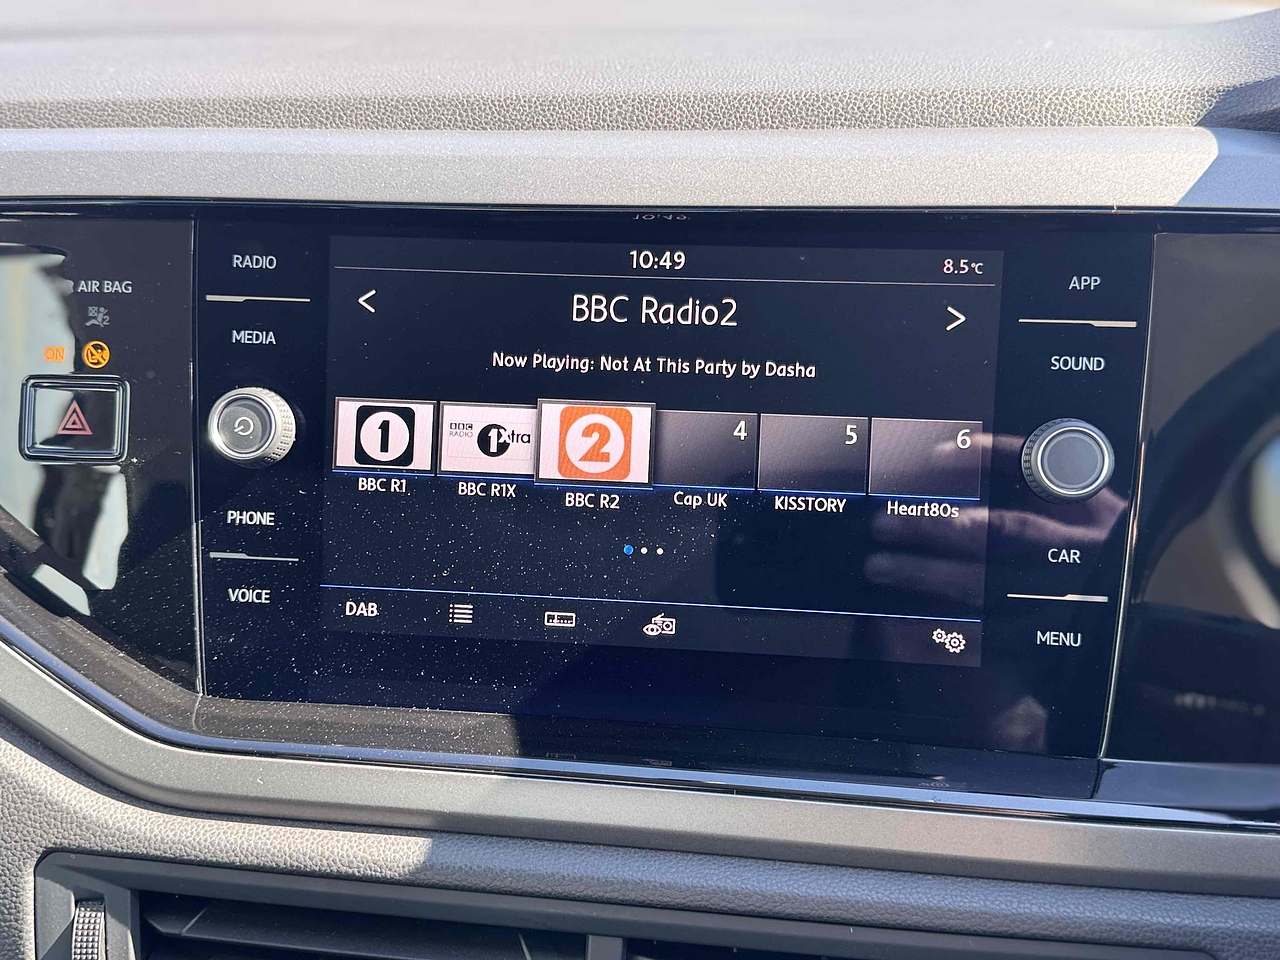 AIR BAG
2
ON
RADIO
MEDIA
PHONE
VOICE
10:49
8.5°C
<
BBC Radio2
>
Now Playing: Not At This Party by Dasha
1
BBC RADIO 1Xtra
2
4
5
6
BBC R1
BBC R1X
BBC R2
Cap UK
KISSTORY
Heart80s
DAB
APP
SOUND
CAR
MENU